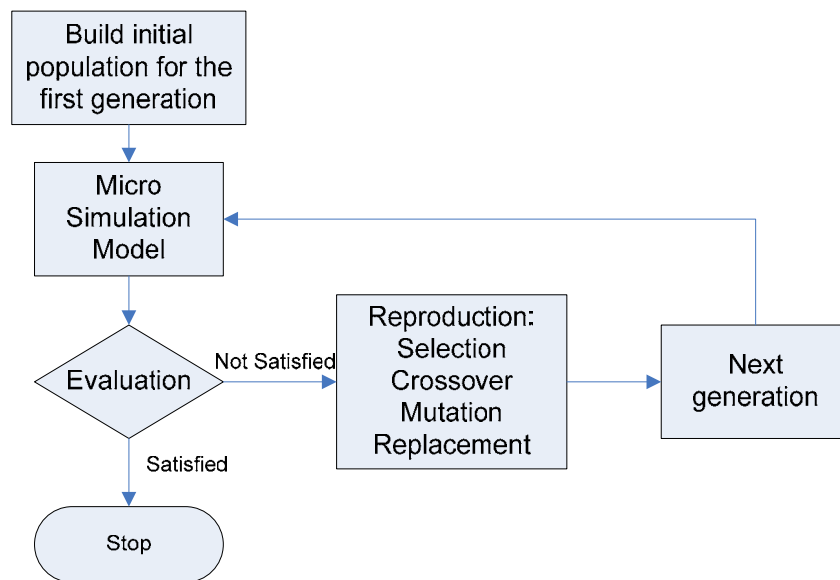 Build initial
population for the
first generation
Micro
Simulation
Model
Evaluation
Not Satisfied
Reproduction:
Selection
Crossover
Mutation
Replacement
Next
generation
Satisfied
Stop